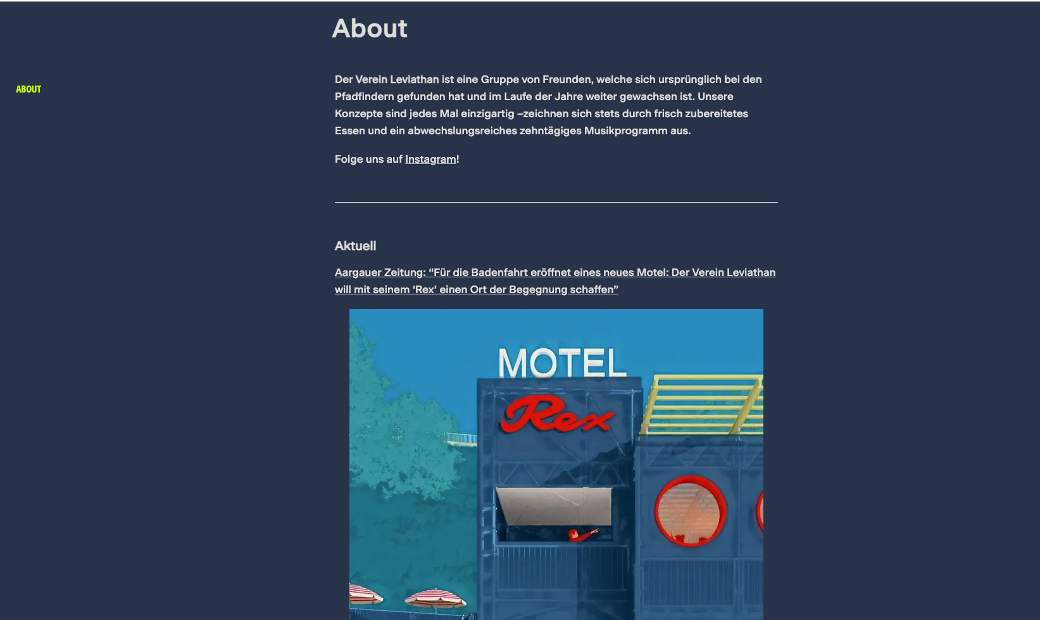 About
ABOUT
Der Verein Leviathan ist eine Gruppe von Freunden, welche sich ursprünglich bei den
Pfadfindern gefunden hat und im Laufe der Jahre weiter gewachsen ist. Unsere
Konzepte sind jedes Mal einzigartig –zeichnen sich stets durch frisch zubereitetes
Essen und ein abwechslungsreiches zehntägiges Musikprogramm aus.
Folge uns auf Instagram!
Aktuell
Aargauer Zeitung: “Für die Badenfahrt eröffnet eines neues Motel: Der Verein Leviathan
will mit seinem ‘Rex’ einen Ort der Begegnung schaffen”
MOTEL
Rex